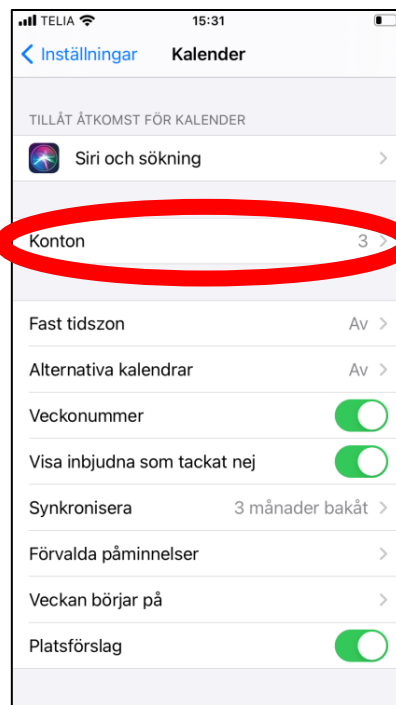 TELIA 15:31
Inställningar Kalender
TILLÅT ÅTKOMST FÖR KALENDER
Siri och sökning
Konton 3
Fast tidszon Av
Alternativa kalendrar Av
Veckonummer
Visa inbjudna som tackat nej
Synkronisera 3 månader bakåt
Förvalda påminnelser
Veckan börjar på
Platsförslag